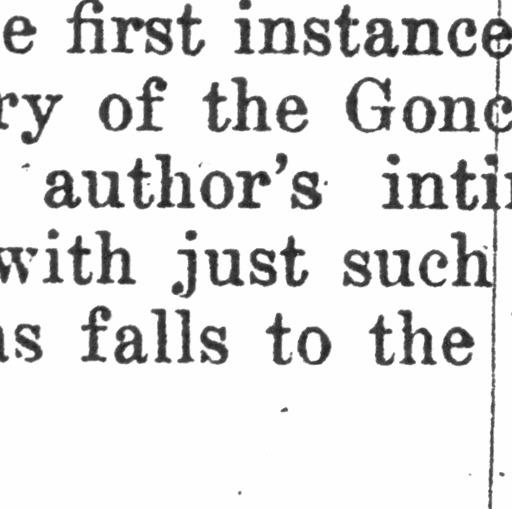 e first instance
ry of the Gonc
author's inti
with just such
as falls to the